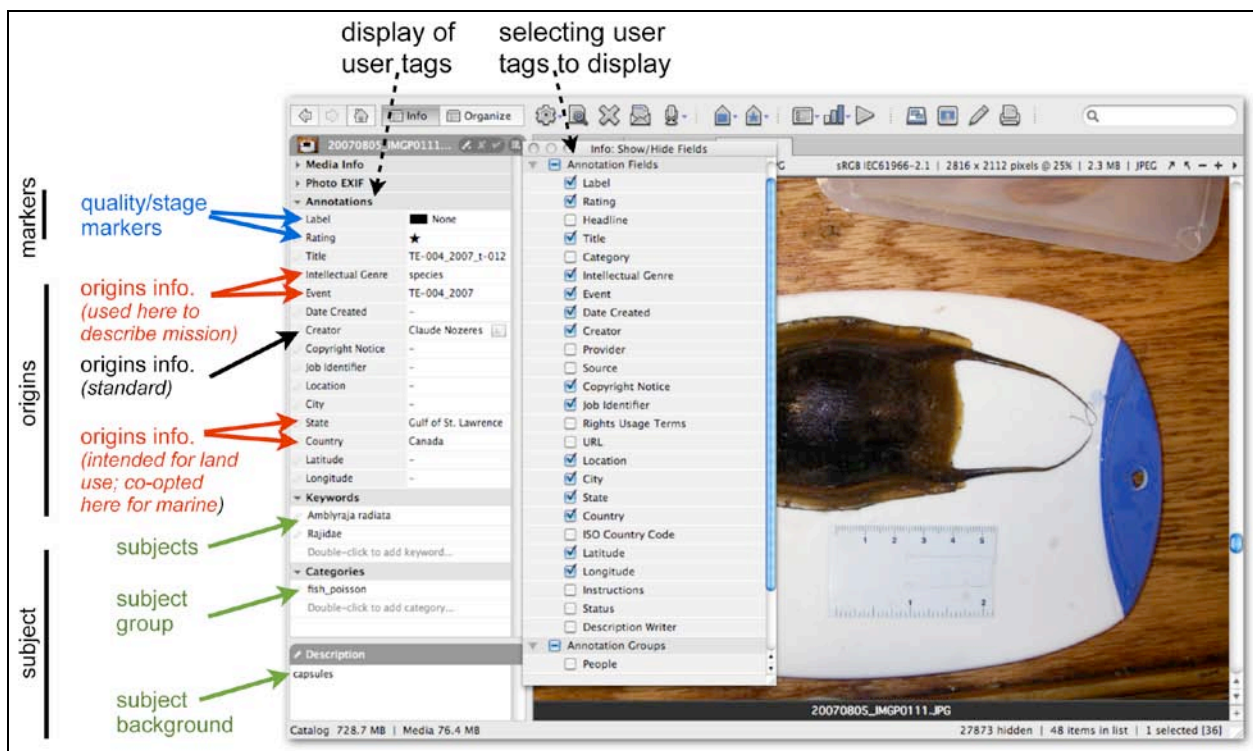 display of
user tags
selecting user
tags to display
Info
Organize
20070805_IMGP0111...
Media Info
Photo EXIF
Annotations
Label None
Rating ★
Title TE-004_2007_t-012
Intellectual Genre species
Event TE-004_2007
Date Created -
Creator Claude Nozeres
Copyright Notice -
Job Identifier -
Location -
City -
State Gulf of St. Lawrence
Country Canada
Latitude -
Longitude -
Keywords
Amblyraja radiata
Rajidae
Double-click to add keyword...
Categories
fish_poisson
Double-click to add category...
Description
capsules
Catalog 728.7 MB | Media 76.4 MB
markers
quality/stage
markers
origins
origins info.
(used here to
describe mission)
origins info.
(standard)
origins info.
(intended for land
use; co-opted
here for marine)
subject
subjects
subject
group
subject
background
Info: Show/Hide Fields
Annotation Fields
Label
Rating
Headline
Title
Category
Intellectual Genre
Event
Date Created
Creator
Provider
Source
Copyright Notice
Job Identifier
Rights Usage Terms
URL
Location
City
State
Country
ISO Country Code
Latitude
Longitude
Instructions
Status
Description Writer
Annotation Groups
People
sRGB IEC61966-2.1 | 2816 x 2112 pixels @ 25% | 2.3 MB | JPEG
1 2 3 4 5
1 2
20070805_IMGP0111.JPG
27873 hidden | 48 items in list | 1 selected [36]